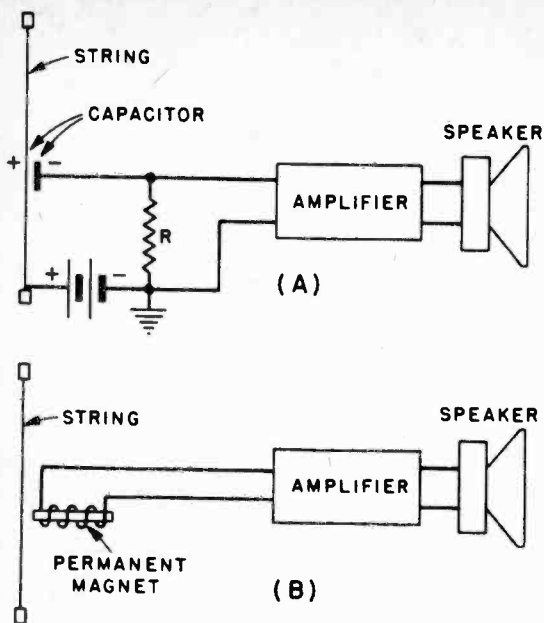 STRING
CAPACITOR
+ −
SPEAKER
AMPLIFIER
R
+ −
(A)
STRING
SPEAKER
AMPLIFIER
PERMANENT
MAGNET
(B)